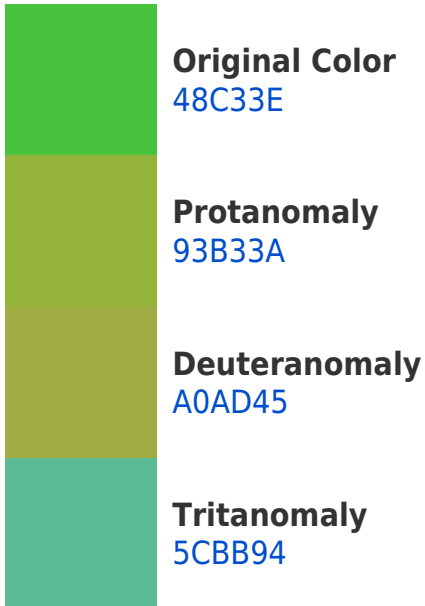 Original Color
48C33E
Protanomaly
93B33A
Deuteranomaly
A0AD45
Tritanomaly
5CBB94